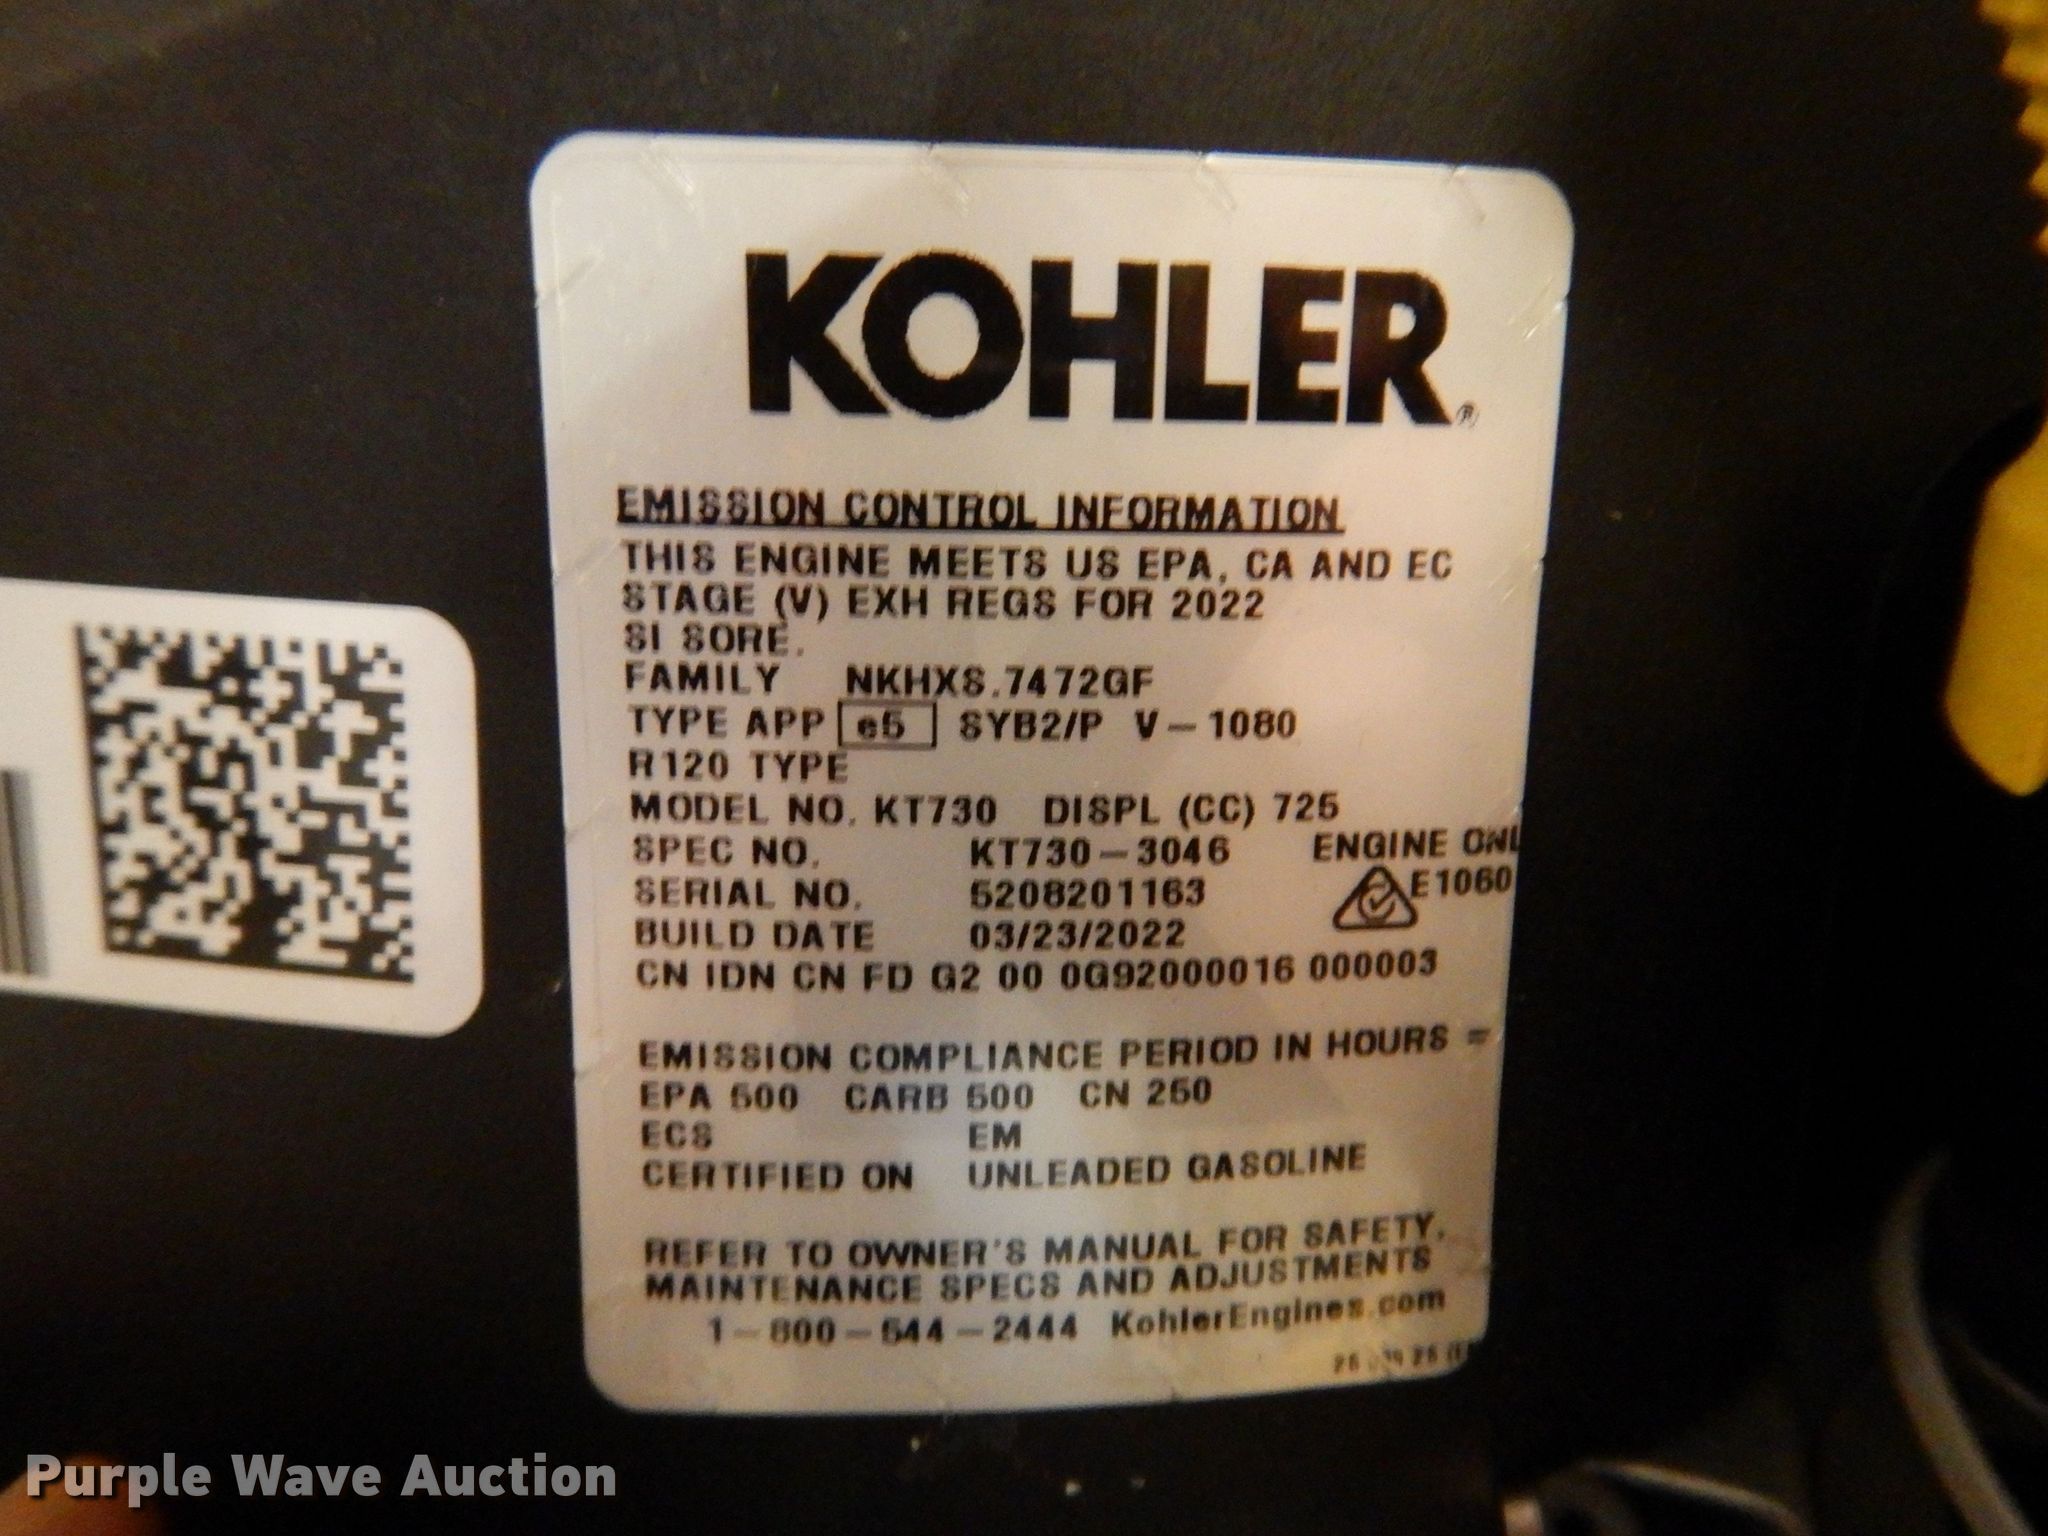 KOHLER®
EMISSION CONTROL INFORMATION
THIS ENGINE MEETS US EPA, CA AND EC
STAGE (V) EXH REGS FOR 2022
SI SORE.
FAMILY NKHXS.7472GF
TYPE APP e5 SYB2/P V-1080
R120 TYPE
MODEL NO. KT730 DISPL (CC) 725
SPEC NO. KT730-3046 ENGINE ONL
SERIAL NO. 5208201163 E1060
BUILD DATE 03/23/2022
CN IDN CN FD G2 00 0G92000016 000003
EMISSION COMPLIANCE PERIOD IN HOURS =
EPA 500 CARB 500 CN 250
ECS EM
CERTIFIED ON UNLEADED GASOLINE
REFER TO OWNER'S MANUAL FOR SAFETY,
MAINTENANCE SPECS AND ADJUSTMENTS
1-800-544-2444 KohlerEngines.com
Purple Wave Auction